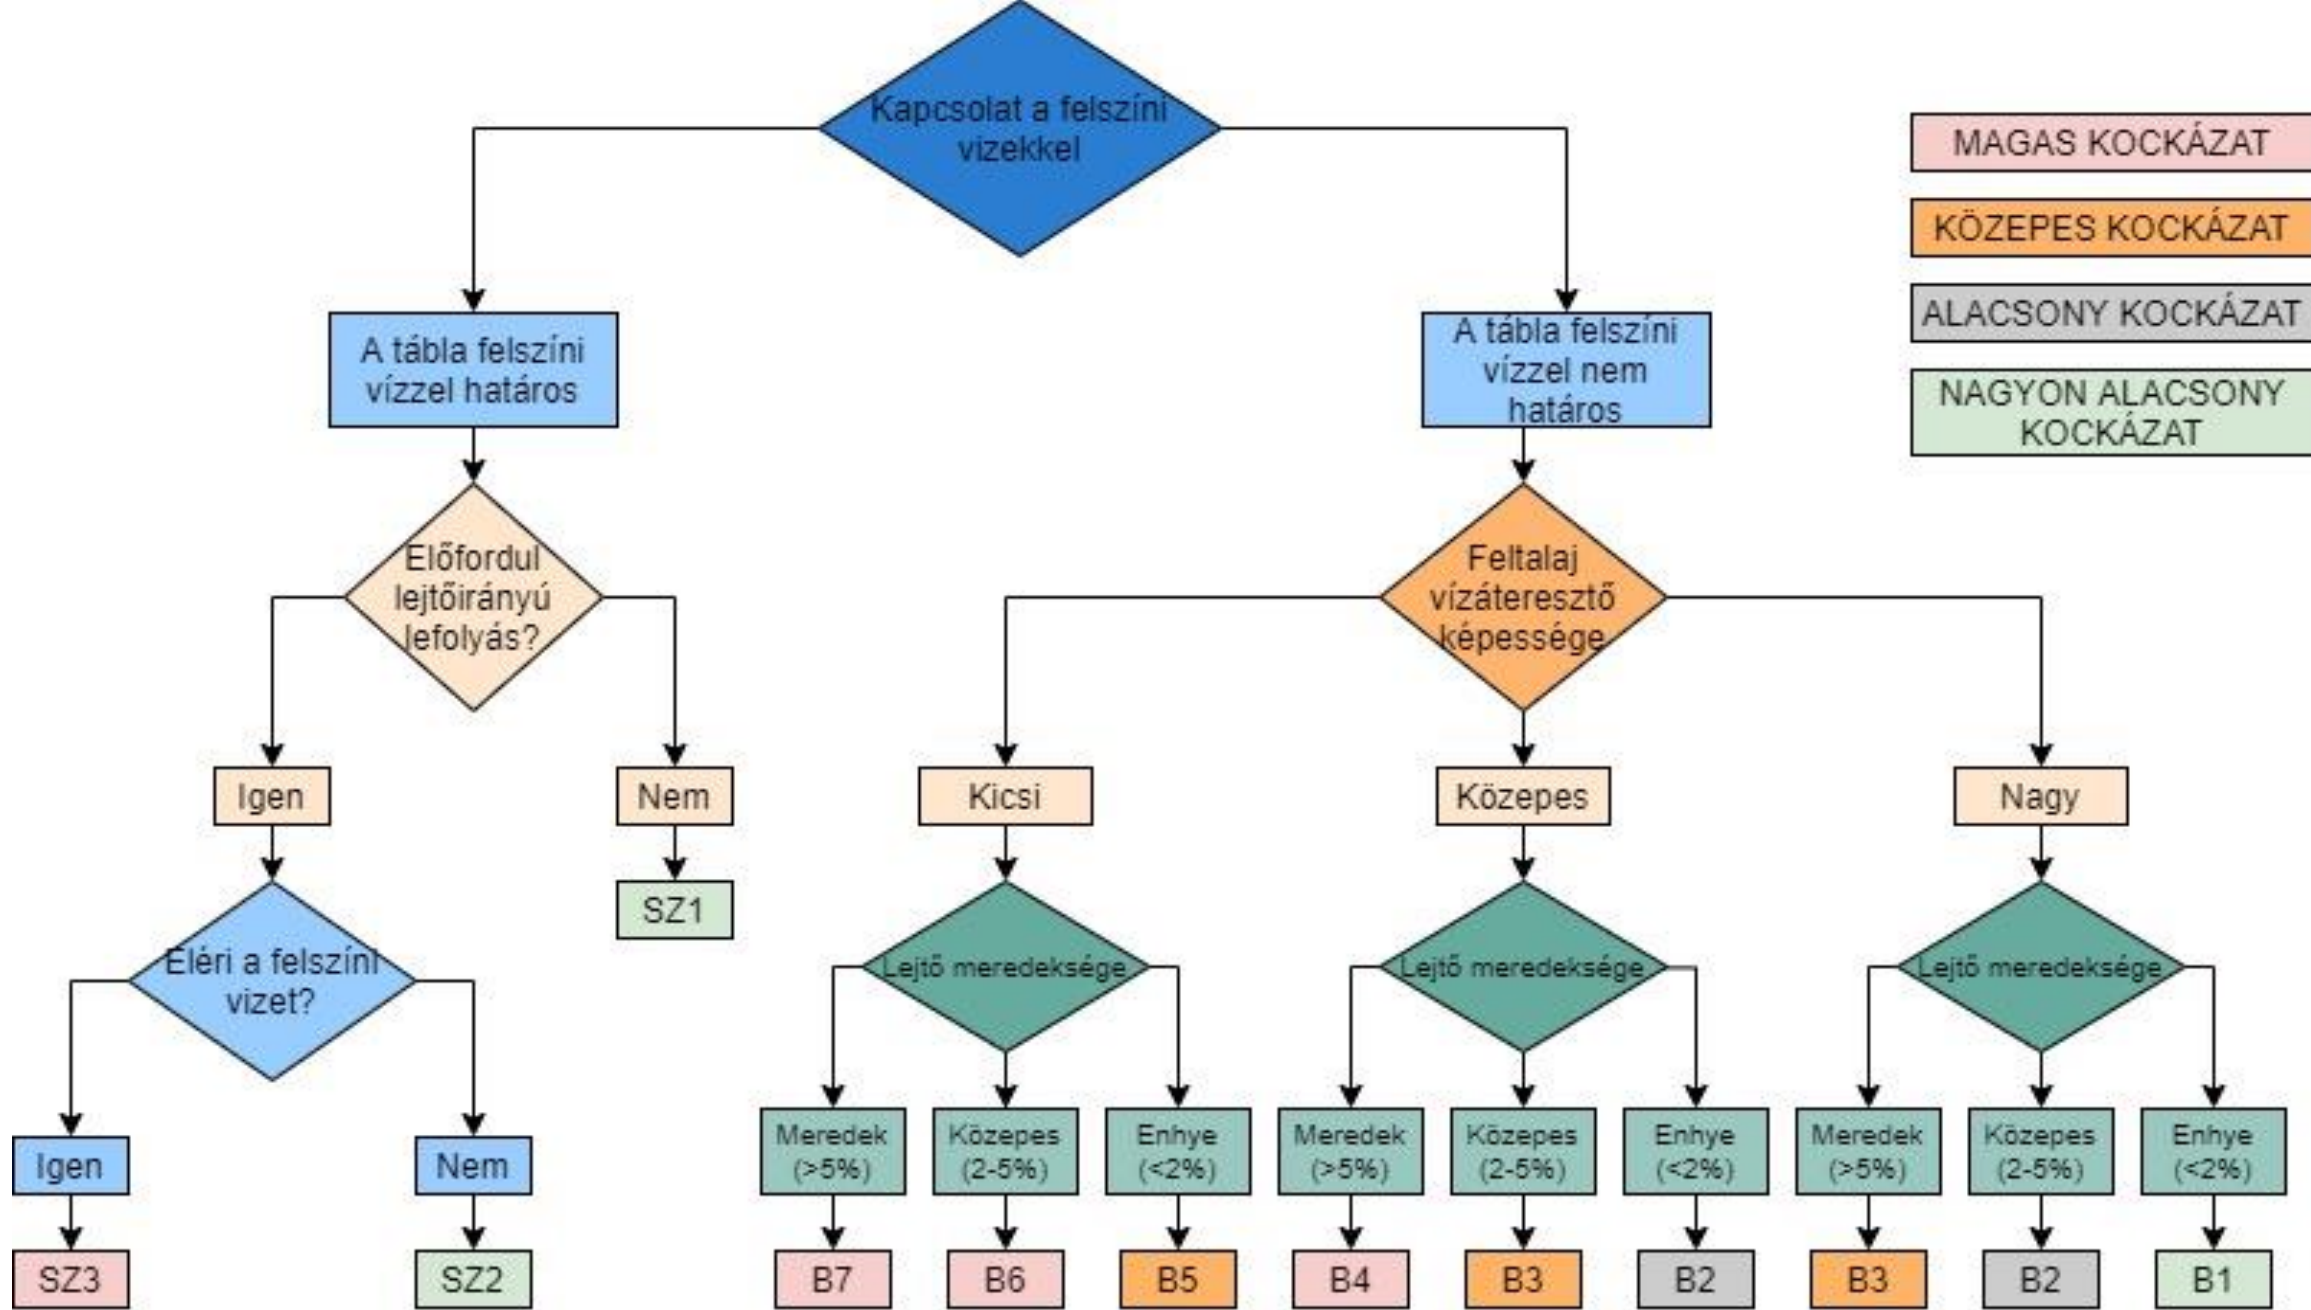 Kapcsolat a felszíni
vizekkel
MAGAS KOCKÁZAT
KÖZEPES KOCKÁZAT
ALACSONY KOCKÁZAT
NAGYON ALACSONY
KOCKÁZAT
A tábla felszíni
vízzel határos
A tábla felszíni
vízzel nem
határos
Előfordul
lejtőirányú
lefolyás?
Feltalaj
vízáteresztő
képessége
Igen
Nem
Kicsi
Közepes
Nagy
SZ1
Eléri a felszíni
vizet?
Lejtő meredeksége
Lejtő meredeksége
Lejtő meredeksége
Igen
Nem
Meredek
(>5%)
Közepes
(2-5%)
Enhye
(<2%)
Meredek
(>5%)
Közepes
(2-5%)
Enhye
(<2%)
Meredek
(>5%)
Közepes
(2-5%)
Enhye
(<2%)
SZ3
SZ2
B7
B6
B5
B4
B3
B2
B3
B2
B1